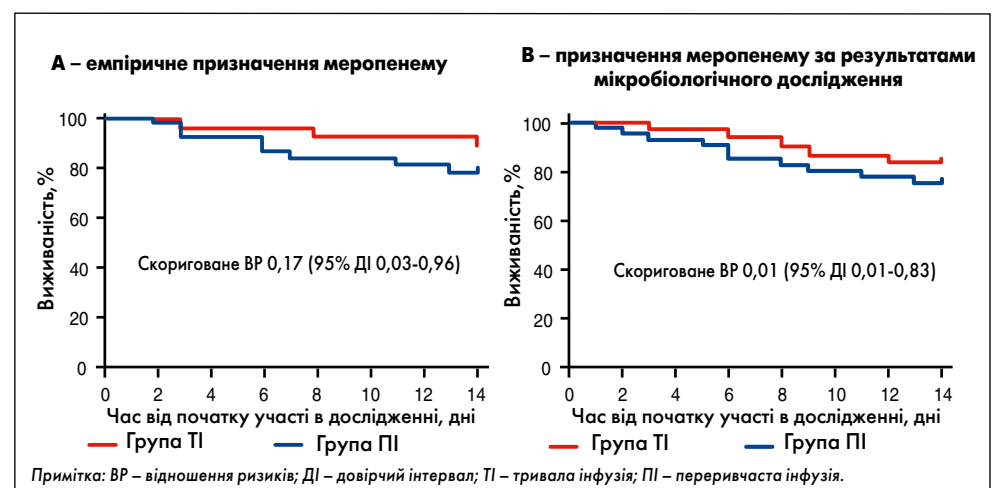 А – емпіричне призначення меропенему
Виживаність, %
100
80
60
40
20
0
Скориговане ВР 0,17 (95% ДІ 0,03-0,96)
0 2 4 6 8 10 12 14
Час від початку участі в дослідженні, дні
Група ТІ Група ПІ
В – призначення меропенему за результатами
мікробіологічного дослідження
Виживаність, %
100
80
60
40
20
0
Скориговане ВР 0,01 (95% ДІ 0,01-0,83)
0 2 4 6 8 10 12 14
Час від початку участі в дослідженні, дні
Група ТІ Група ПІ
Примітка: ВР – відношення ризиків; ДІ – довірчий інтервал; ТІ – тривала інфузія; ПІ – переривчаста інфузія.